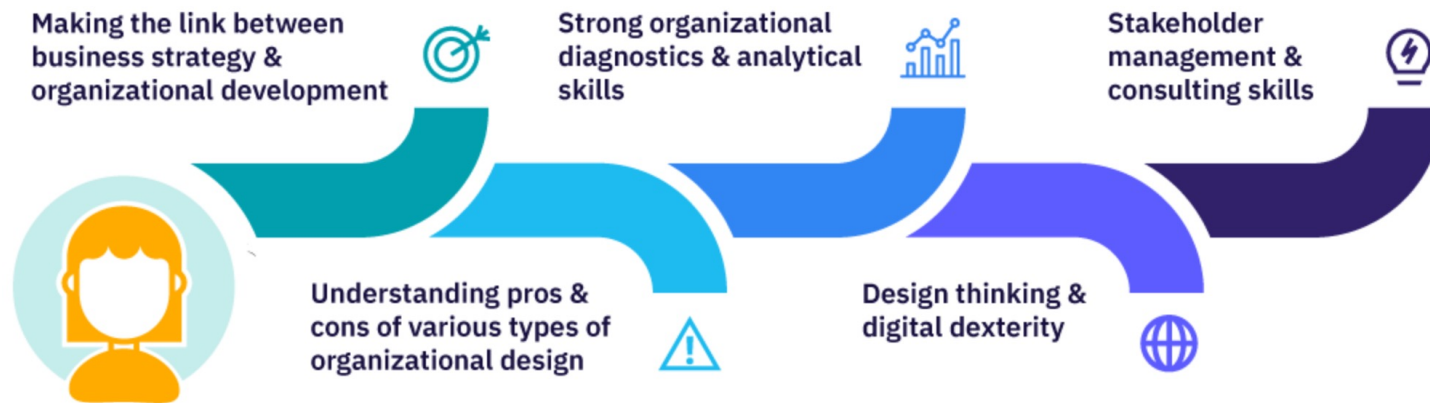 Making the link between
business strategy &
organizational development
Understanding pros &
cons of various types of
organizational design
Strong organizational
diagnostics & analytical
skills
Design thinking &
digital dexterity
Stakeholder
management &
consulting skills